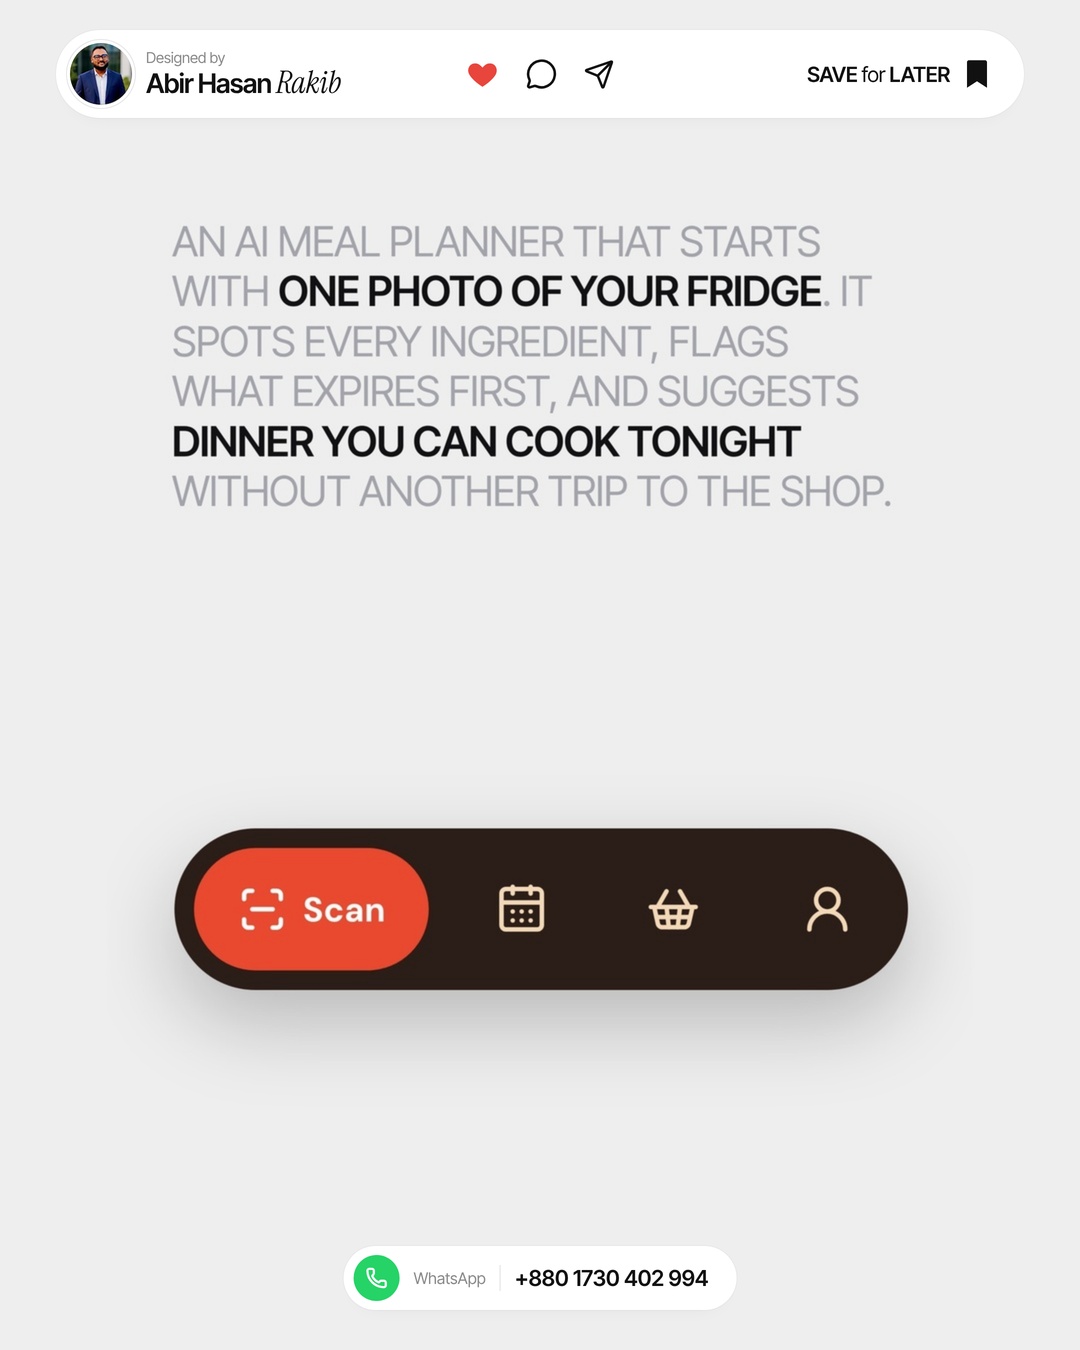 Designed by
Abir Hasan Rakib
SAVE for LATER
AN AI MEAL PLANNER THAT STARTS
WITH ONE PHOTO OF YOUR FRIDGE. IT
SPOTS EVERY INGREDIENT, FLAGS
WHAT EXPIRES FIRST, AND SUGGESTS
DINNER YOU CAN COOK TONIGHT
WITHOUT ANOTHER TRIP TO THE SHOP.
Scan
WhatsApp
+880 1730 402 994